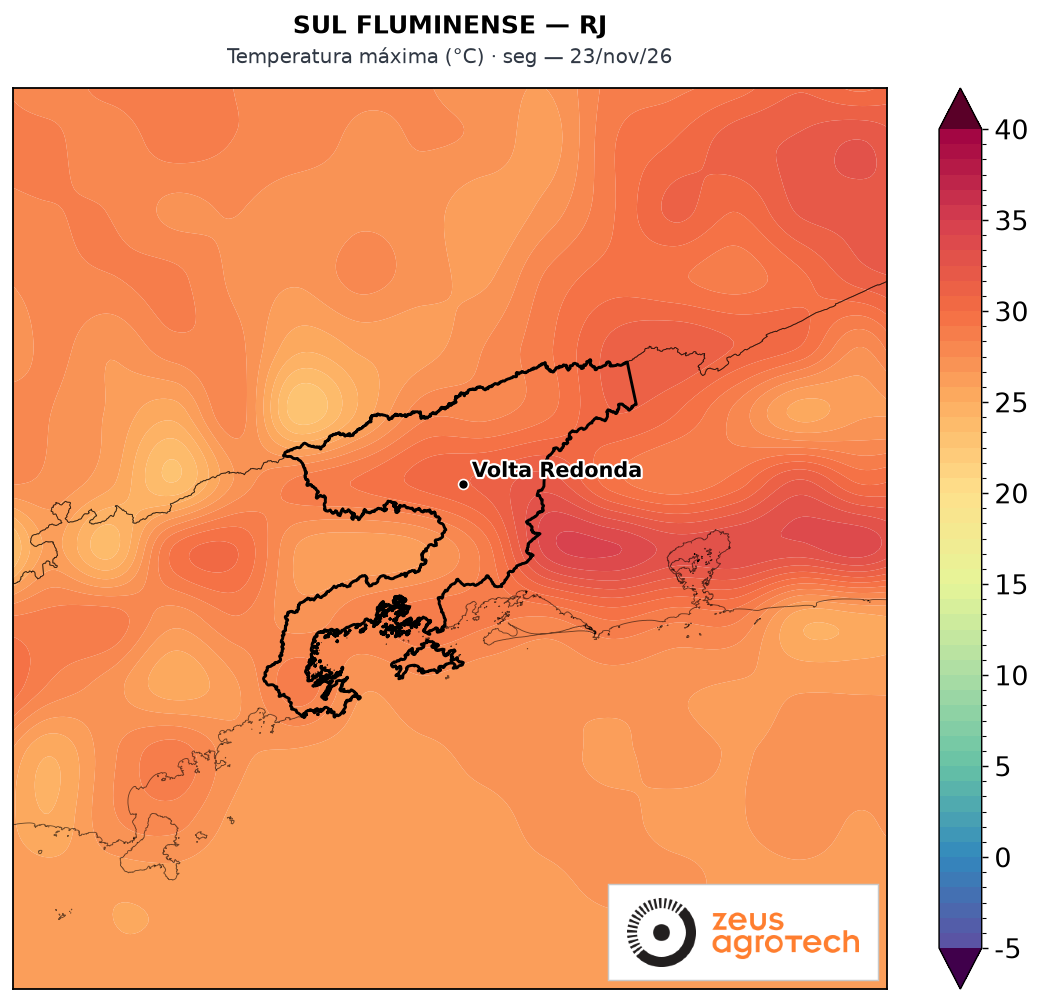 SUL FLUMINENSE — RJ
Temperatura máxima (°C) · seg — 23/nov/26
40
35
30
25
20
15
10
5
0
-5
Volta Redonda
zeus
agrotech